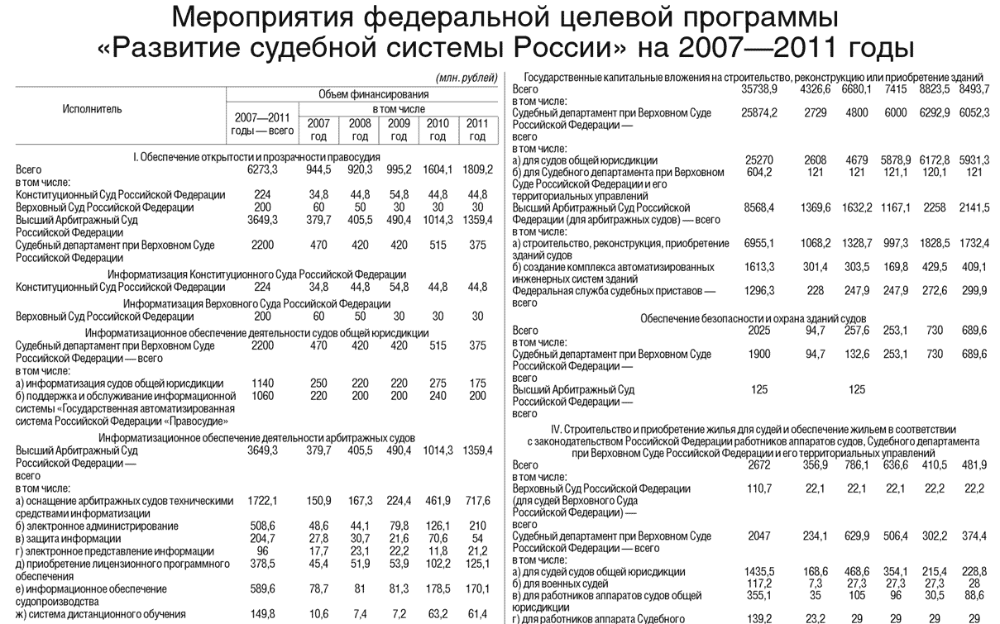 Мероприятия федеральной целевой программы
«Развитие судебной системы России» на 2007—2011 годы
(млн. рублей)
Исполнитель
Объем финансирования
2007—2011
годы — всего
в том числе
2007 2008 2009 2010 2011
год год год год год
I. Обеспечение открытости и прозрачности правосудия
Всего 6273,3 944,5 920,3 995,2 1604,1 1809,2
в том числе:
Конституционный Суд Российской Федерации 224 34,8 44,8 54,8 44,8 44,8
Верховный Суд Российской Федерации 200 60 50 30 30 30
Высший Арбитражный Суд 3649,3 379,7 405,5 490,4 1014,3 1359,4
Российской Федерации
Судебный департамент при Верховном Суде 2200 470 420 420 515 375
Российской Федерации
Информатизация Конституционного Суда Российской Федерации
Конституционный Суд Российской Федерации 224 34,8 44,8 54,8 44,8 44,8
Информатизация Верховного Суда Российской Федерации
Верховный Суд Российской Федерации 200 60 50 30 30 30
Информатизационное обеспечение деятельности судов общей юрисдикции
Судебный департамент при Верховном Суде 2200 470 420 420 515 375
Российской Федерации — всего
в том числе:
а) информатизация судов общей юрисдикции 1140 250 220 220 275 175
б) поддержка и обслуживание информационной 1060 220 200 200 240 200
системы «Государственная автоматизированная
система Российской Федерации «Правосудие»
Информатизационное обеспечение деятельности арбитражных судов
Высший Арбитражный Суд 3649,3 379,7 405,5 490,4 1014,3 1359,4
Российской Федерации —
всего
в том числе:
а) оснащение арбитражных судов техническими 1722,1 150,9 167,3 224,4 461,9 717,6
средствами информатизации
б) электронное администрирование 508,6 48,6 44,1 79,8 126,1 210
в) защита информации 204,7 27,8 30,7 21,6 70,6 54
г) электронное представление информации 96 17,7 23,1 22,2 11,8 21,2
д) приобретение лицензионного программного 378,5 45,4 51,9 53,9 102,2 125,1
обеспечения
е) информационное обеспечение 589,6 78,7 81 81,3 178,5 170,1
судопроизводства
ж) система дистанционного обучения 149,8 10,6 7,4 7,2 63,2 61,4
Государственные капитальные вложения на строительство, реконструкцию или приобретение зданий
Всего 35738,9 4326,6 6680,1 7415 8823,5 8493,7
в том числе:
Судебный департамент при Верховном Суде 25874,2 2729 4800 6000 6292,9 6052,3
Российской Федерации —
всего
в том числе:
а) для судов общей юрисдикции 25270 2608 4679 5878,9 6172,8 5931,3
б) для Судебного департамента при Верховном 604,2 121 121 121,1 120,1 121
Суде Российской Федерации и его
территориальных управлений
Высший Арбитражный Суд Российской 8568,4 1369,6 1632,2 1167,1 2258 2141,5
Федерации (для арбитражных судов) — всего
в том числе:
а) строительство, реконструкция, приобретение 6955,1 1068,2 1328,7 997,3 1828,5 1732,4
зданий судов
б) создание комплекса автоматизированных 1613,3 301,4 303,5 169,8 429,5 409,1
инженерных систем зданий
Федеральная служба судебных приставов — 1296,3 228 247,9 247,9 272,6 299,9
всего
Обеспечение безопасности и охрана зданий судов
Всего 2025 94,7 257,6 253,1 730 689,6
в том числе:
Судебный департамент при Верховном Суде 1900 94,7 132,6 253,1 730 689,6
Российской Федерации —
всего
Высший Арбитражный Суд 125 125
Российской Федерации —
всего
IV. Строительство и приобретение жилья для судей и обеспечение жильем в соответствии
с законодательством Российской Федерации работников аппаратов судов, Судебного департамента
при Верховном Суде Российской Федерации и его территориальных управлений
Всего 2672 356,9 786,1 636,6 410,5 481,9
в том числе:
Верховный Суд Российской Федерации 110,7 22,1 22,1 22,1 22,2 22,2
(для судей Верховного Суда
Российской Федерации) —
всего
Судебный департамент при Верховном Суде 2047 234,1 629,9 506,4 302,2 374,4
Российской Федерации — всего
в том числе:
а) для судей судов общей юрисдикции 1435,5 168,6 468,6 354,1 215,4 228,8
б) для военных судей 117,2 7,3 27,3 27,3 27,3 28
в) для работников аппаратов судов общей 355,1 35 105 96 30,5 88,6
юрисдикции
г) для работников аппарата Судебного 139,2 23,2 29 29 29 29